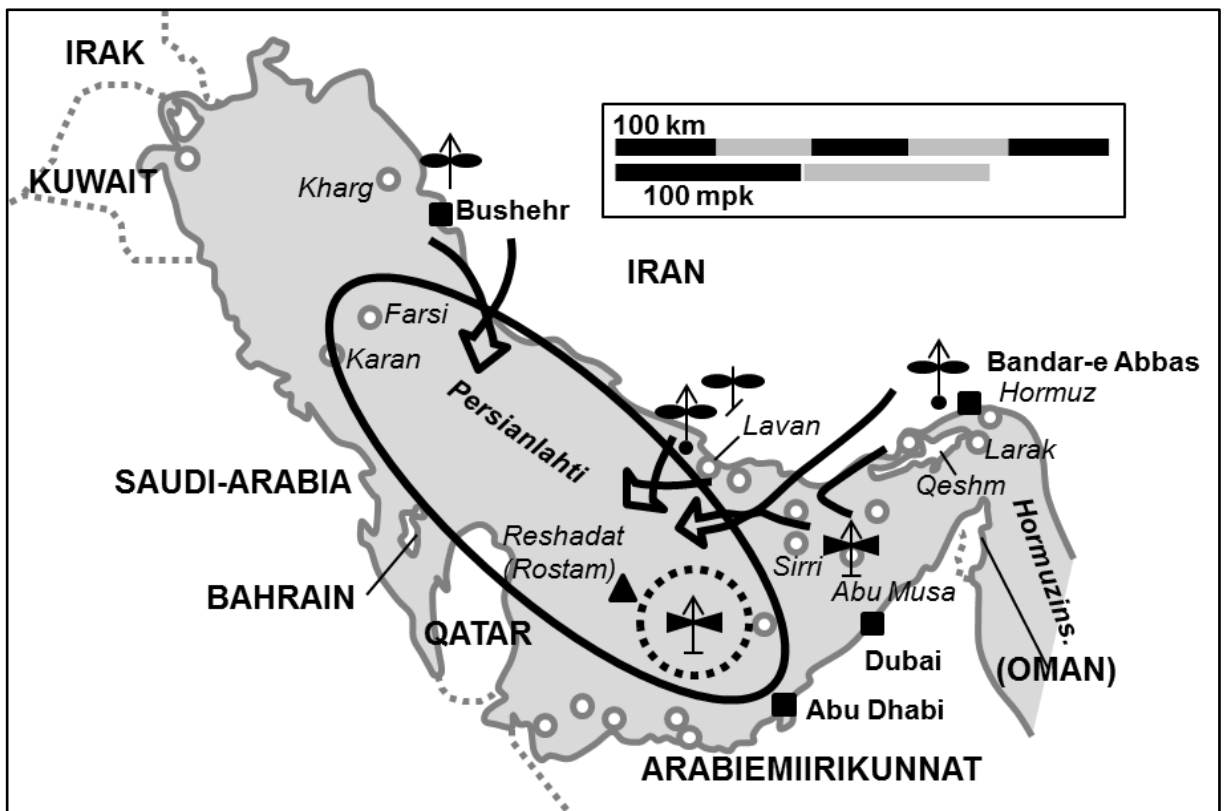 IRAK
100 km
100 mpk
KUWAIT
Kharg
Bushehr
IRAN
Farsi
Karan
Persianlahti
Bandar-e Abbas
Hormuz
Lavan
Larak
Qeshm
SAUDI-ARABIA
Hormuzins.
Reshadat
(Rostam)
Sirri
Abu Musa
BAHRAIN
QATAR
Dubai
(OMAN)
Abu Dhabi
ARABIEMIIRIKUNNAT